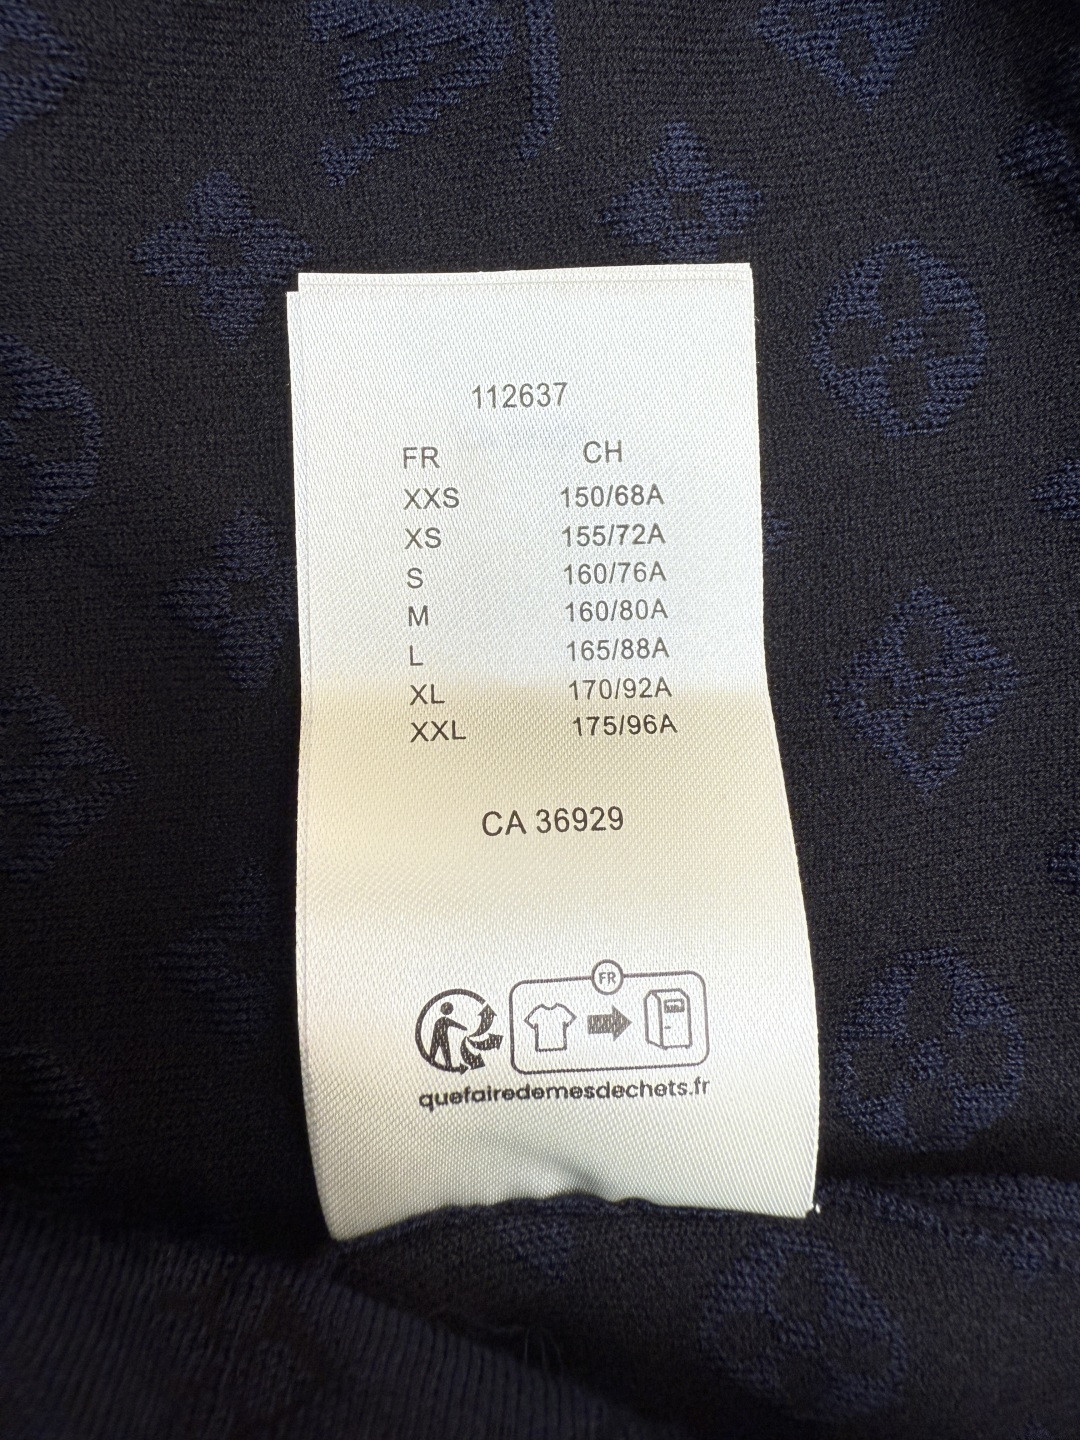 112637
FR CH
XXS 150/68A
XS 155/72A
S 160/76A
M 160/80A
L 165/88A
XL 170/92A
XXL 175/96A
CA 36929
FR
quefairedemesdechets.fr